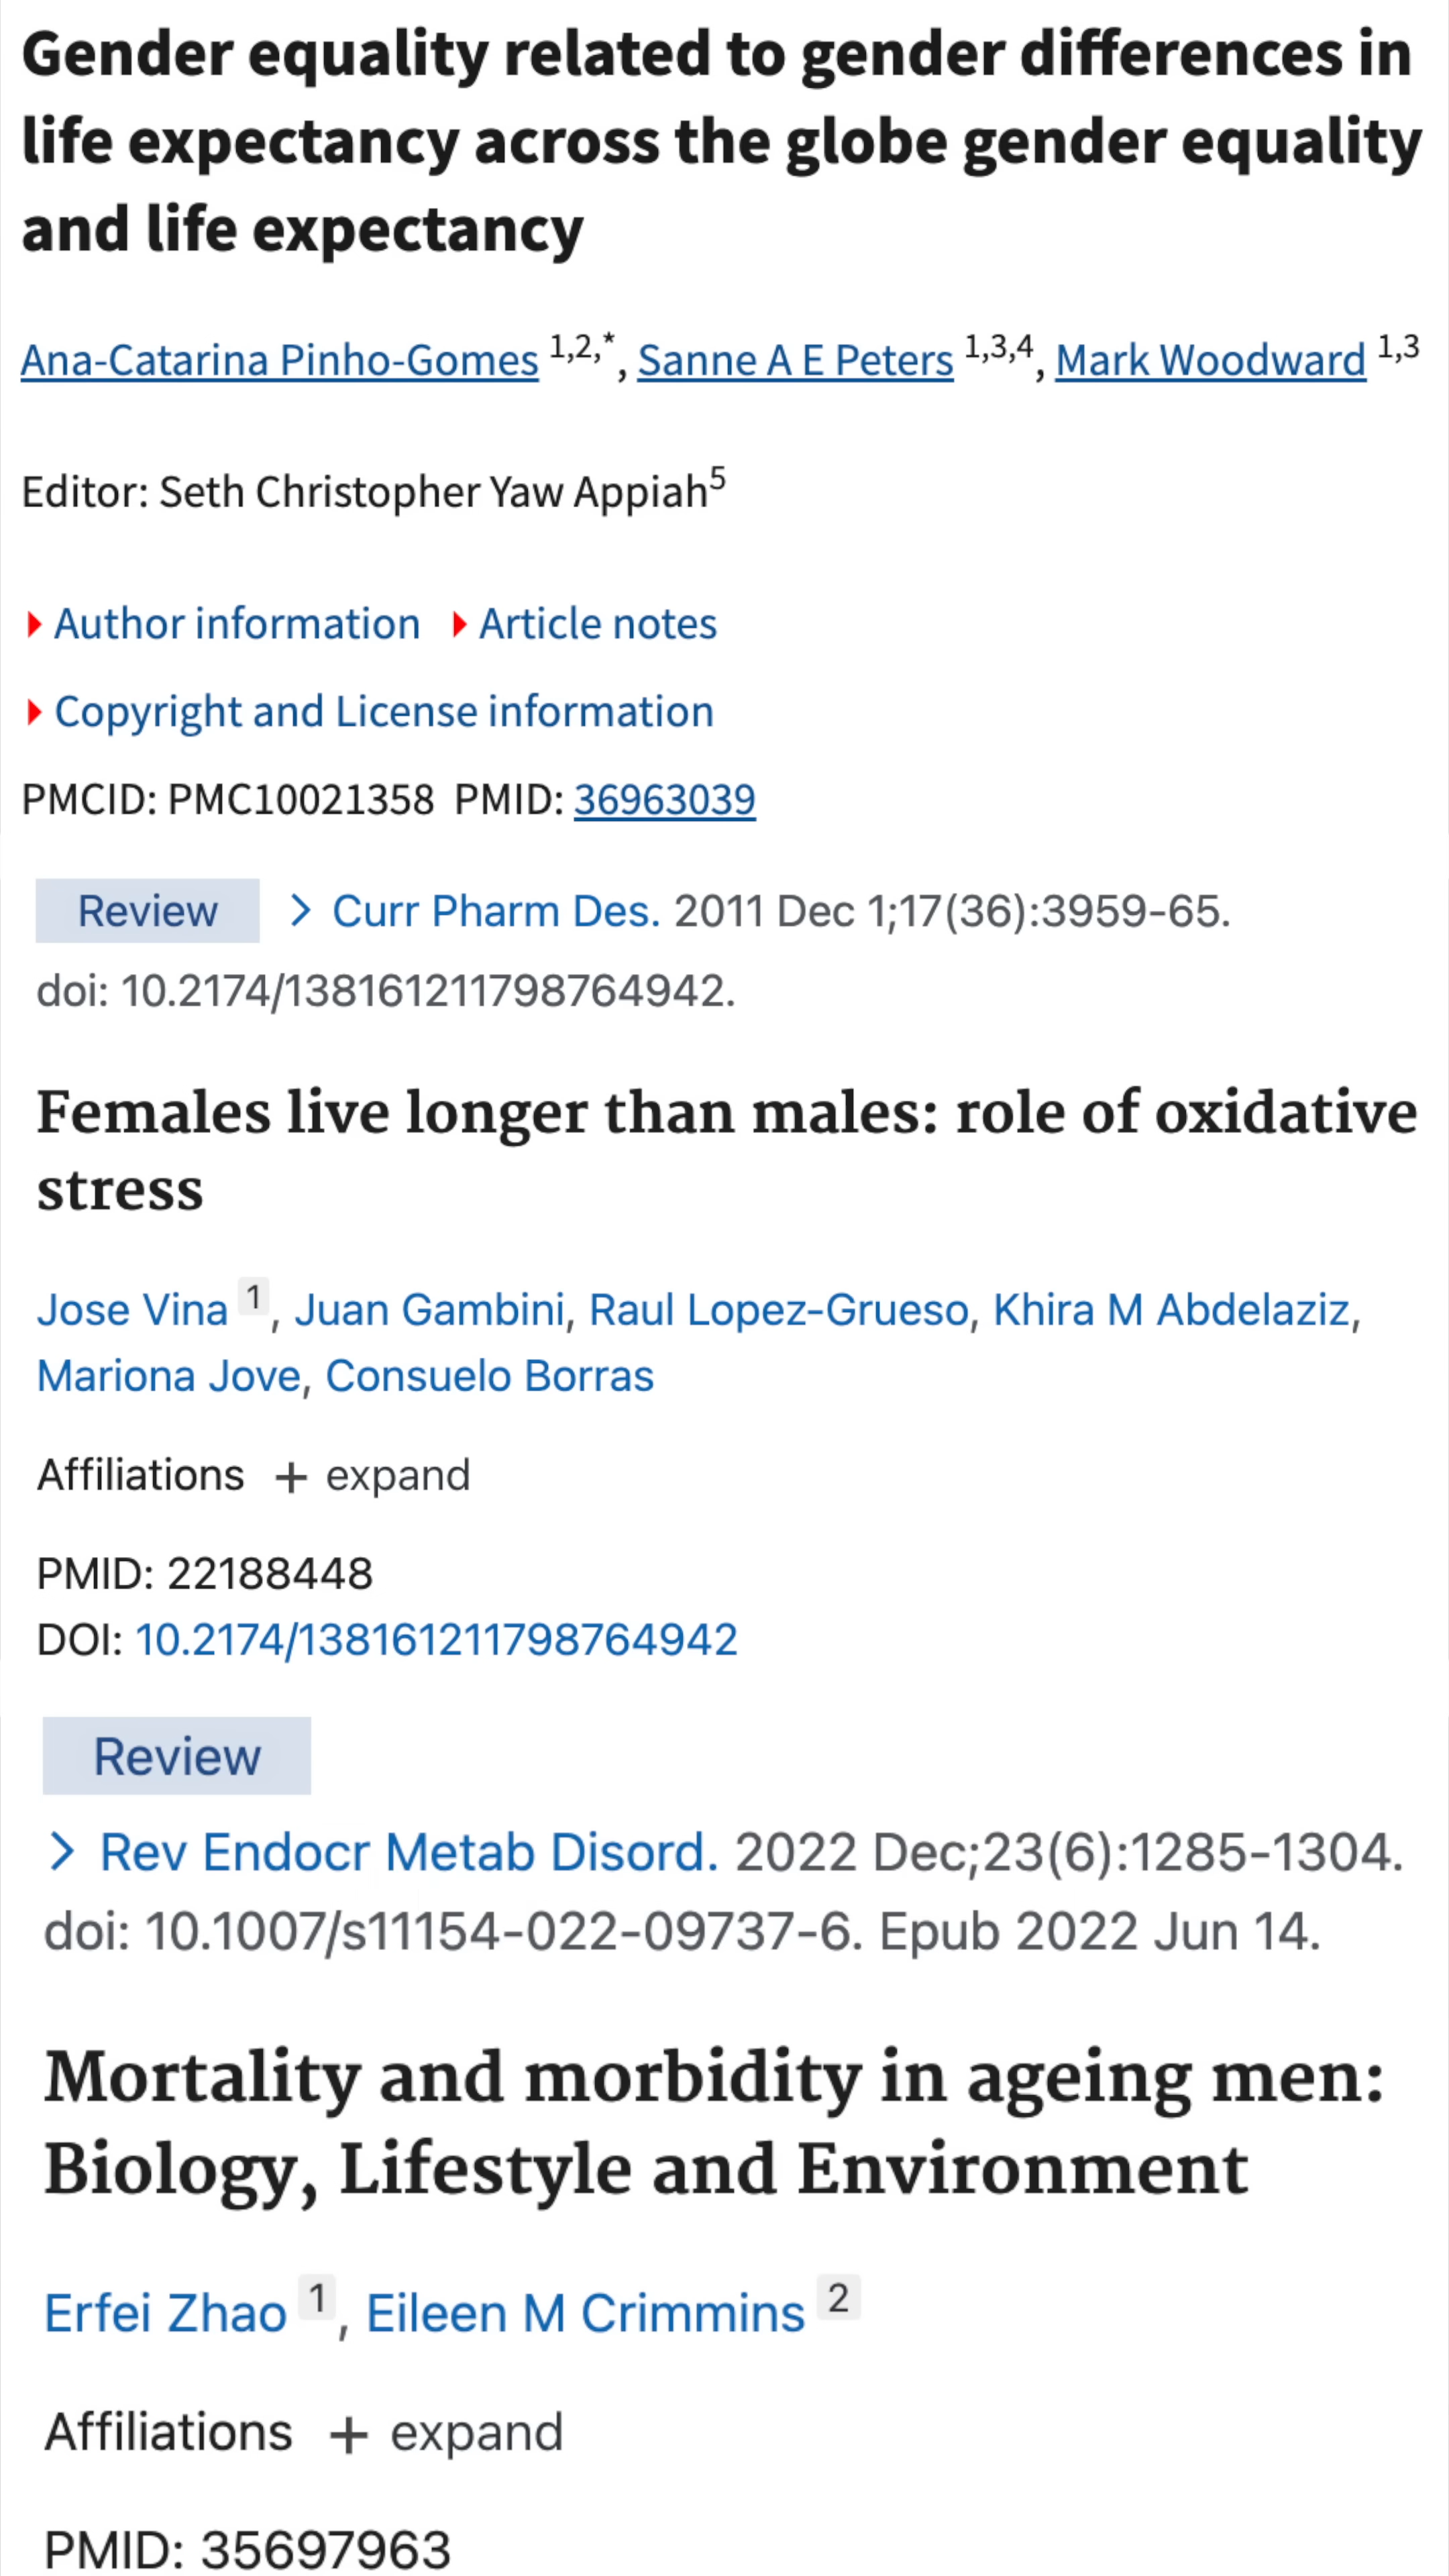 Gender equality related to gender differences in
life expectancy across the globe gender equality
and life expectancy
Ana-Catarina Pinho-Gomes 1,2,*, Sanne A E Peters 1,3,4, Mark Woodward 1,3
Editor: Seth Christopher Yaw Appiah5
Author information Article notes
Copyright and License information
PMCID: PMC10021358 PMID: 36963039
Review > Curr Pharm Des. 2011 Dec 1;17(36):3959-65.
doi: 10.2174/138161211798764942.
Females live longer than males: role of oxidative
stress
Jose Vina 1, Juan Gambini, Raul Lopez-Grueso, Khira M Abdelaziz,
Mariona Jove, Consuelo Borras
Affiliations + expand
PMID: 22188448
DOI: 10.2174/138161211798764942
Review
> Rev Endocr Metab Disord. 2022 Dec;23(6):1285-1304.
doi: 10.1007/s11154-022-09737-6. Epub 2022 Jun 14.
Mortality and morbidity in ageing men:
Biology, Lifestyle and Environment
Erfei Zhao 1, Eileen M Crimmins 2
Affiliations + expand
PMID: 35697963